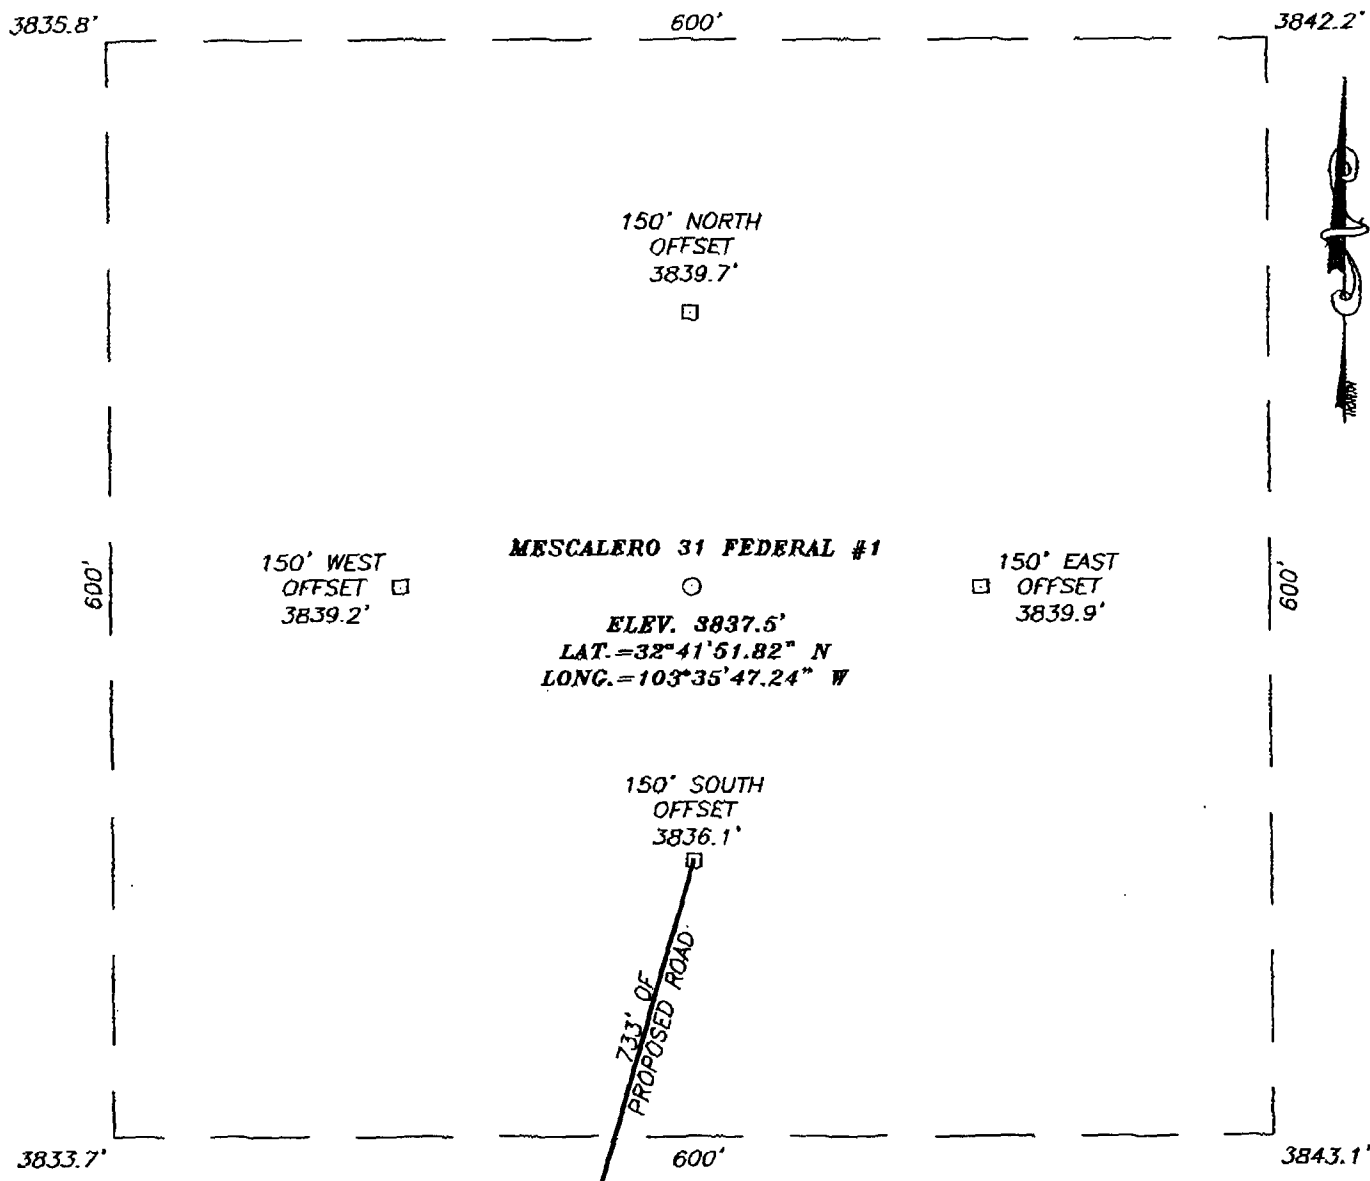 3835.8'
600'
3842.2'
150' NORTH
OFFSET
3839.7'
NORTH
600'
150' WEST
OFFSET
3839.2'
MESCALERO 31 FEDERAL #1
ELEV. 3837.5'
LAT.=32°41'51.82" N
LONG.=103°35'47.24" W
150' EAST
OFFSET
3839.9'
600'
150' SOUTH
OFFSET
3836.1'
733' OF
PROPOSED ROAD
3833.7'
600'
3843.1'